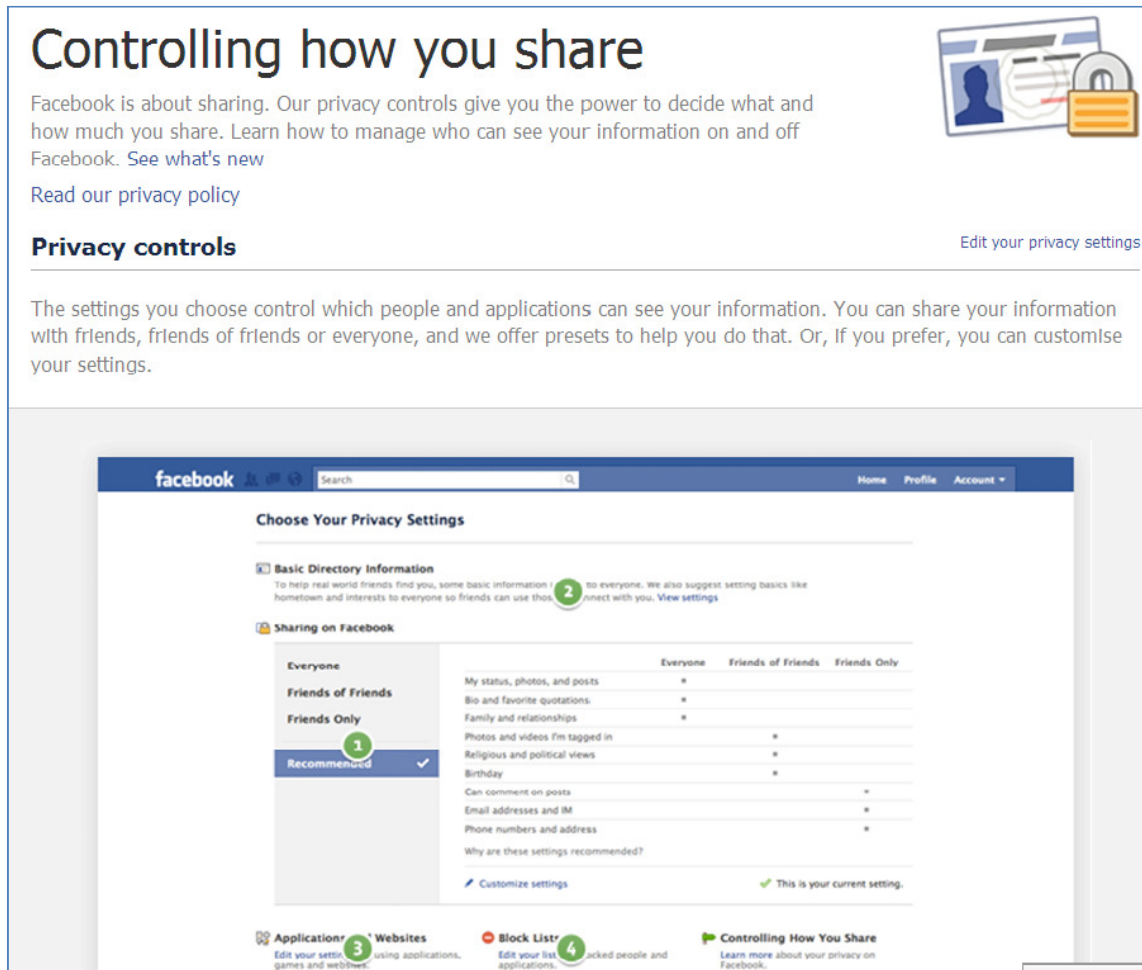 Controlling how you share
Facebook is about sharing. Our privacy controls give you the power to decide what and
how much you share. Learn how to manage who can see your information on and off
Facebook. See what's new
Read our privacy policy
Privacy controls
Edit your privacy settings
The settings you choose control which people and applications can see your information. You can share your information
with friends, friends of friends or everyone, and we offer presets to help you do that. Or, if you prefer, you can customise
your settings.
facebook
Search
Home Profile Account
Choose Your Privacy Settings
Basic Directory Information
To help real world friends find you, some basic information to everyone. We also suggest setting basics like
hometown and interests to everyone so friends can use connect with you. View settings
2
Sharing on Facebook
Everyone
Friends of Friends
Friends Only
1
Recommended
Everyone Friends of Friends Friends Only
My status, photos, and posts
Bio and favorite quotations
Family and relationships
Photos and videos I'm tagged in
Religious and political views
Birthday
Can comment on posts
Email addresses and IM
Phone numbers and address
Why are these settings recommended?
Customize settings
This is your current setting.
Applications Websites
3
Edit your using applications,
games and websites.
Block Lists
4
Edit your list people and
applications.
Controlling How You Share
Learn more about your privacy on
Facebook.